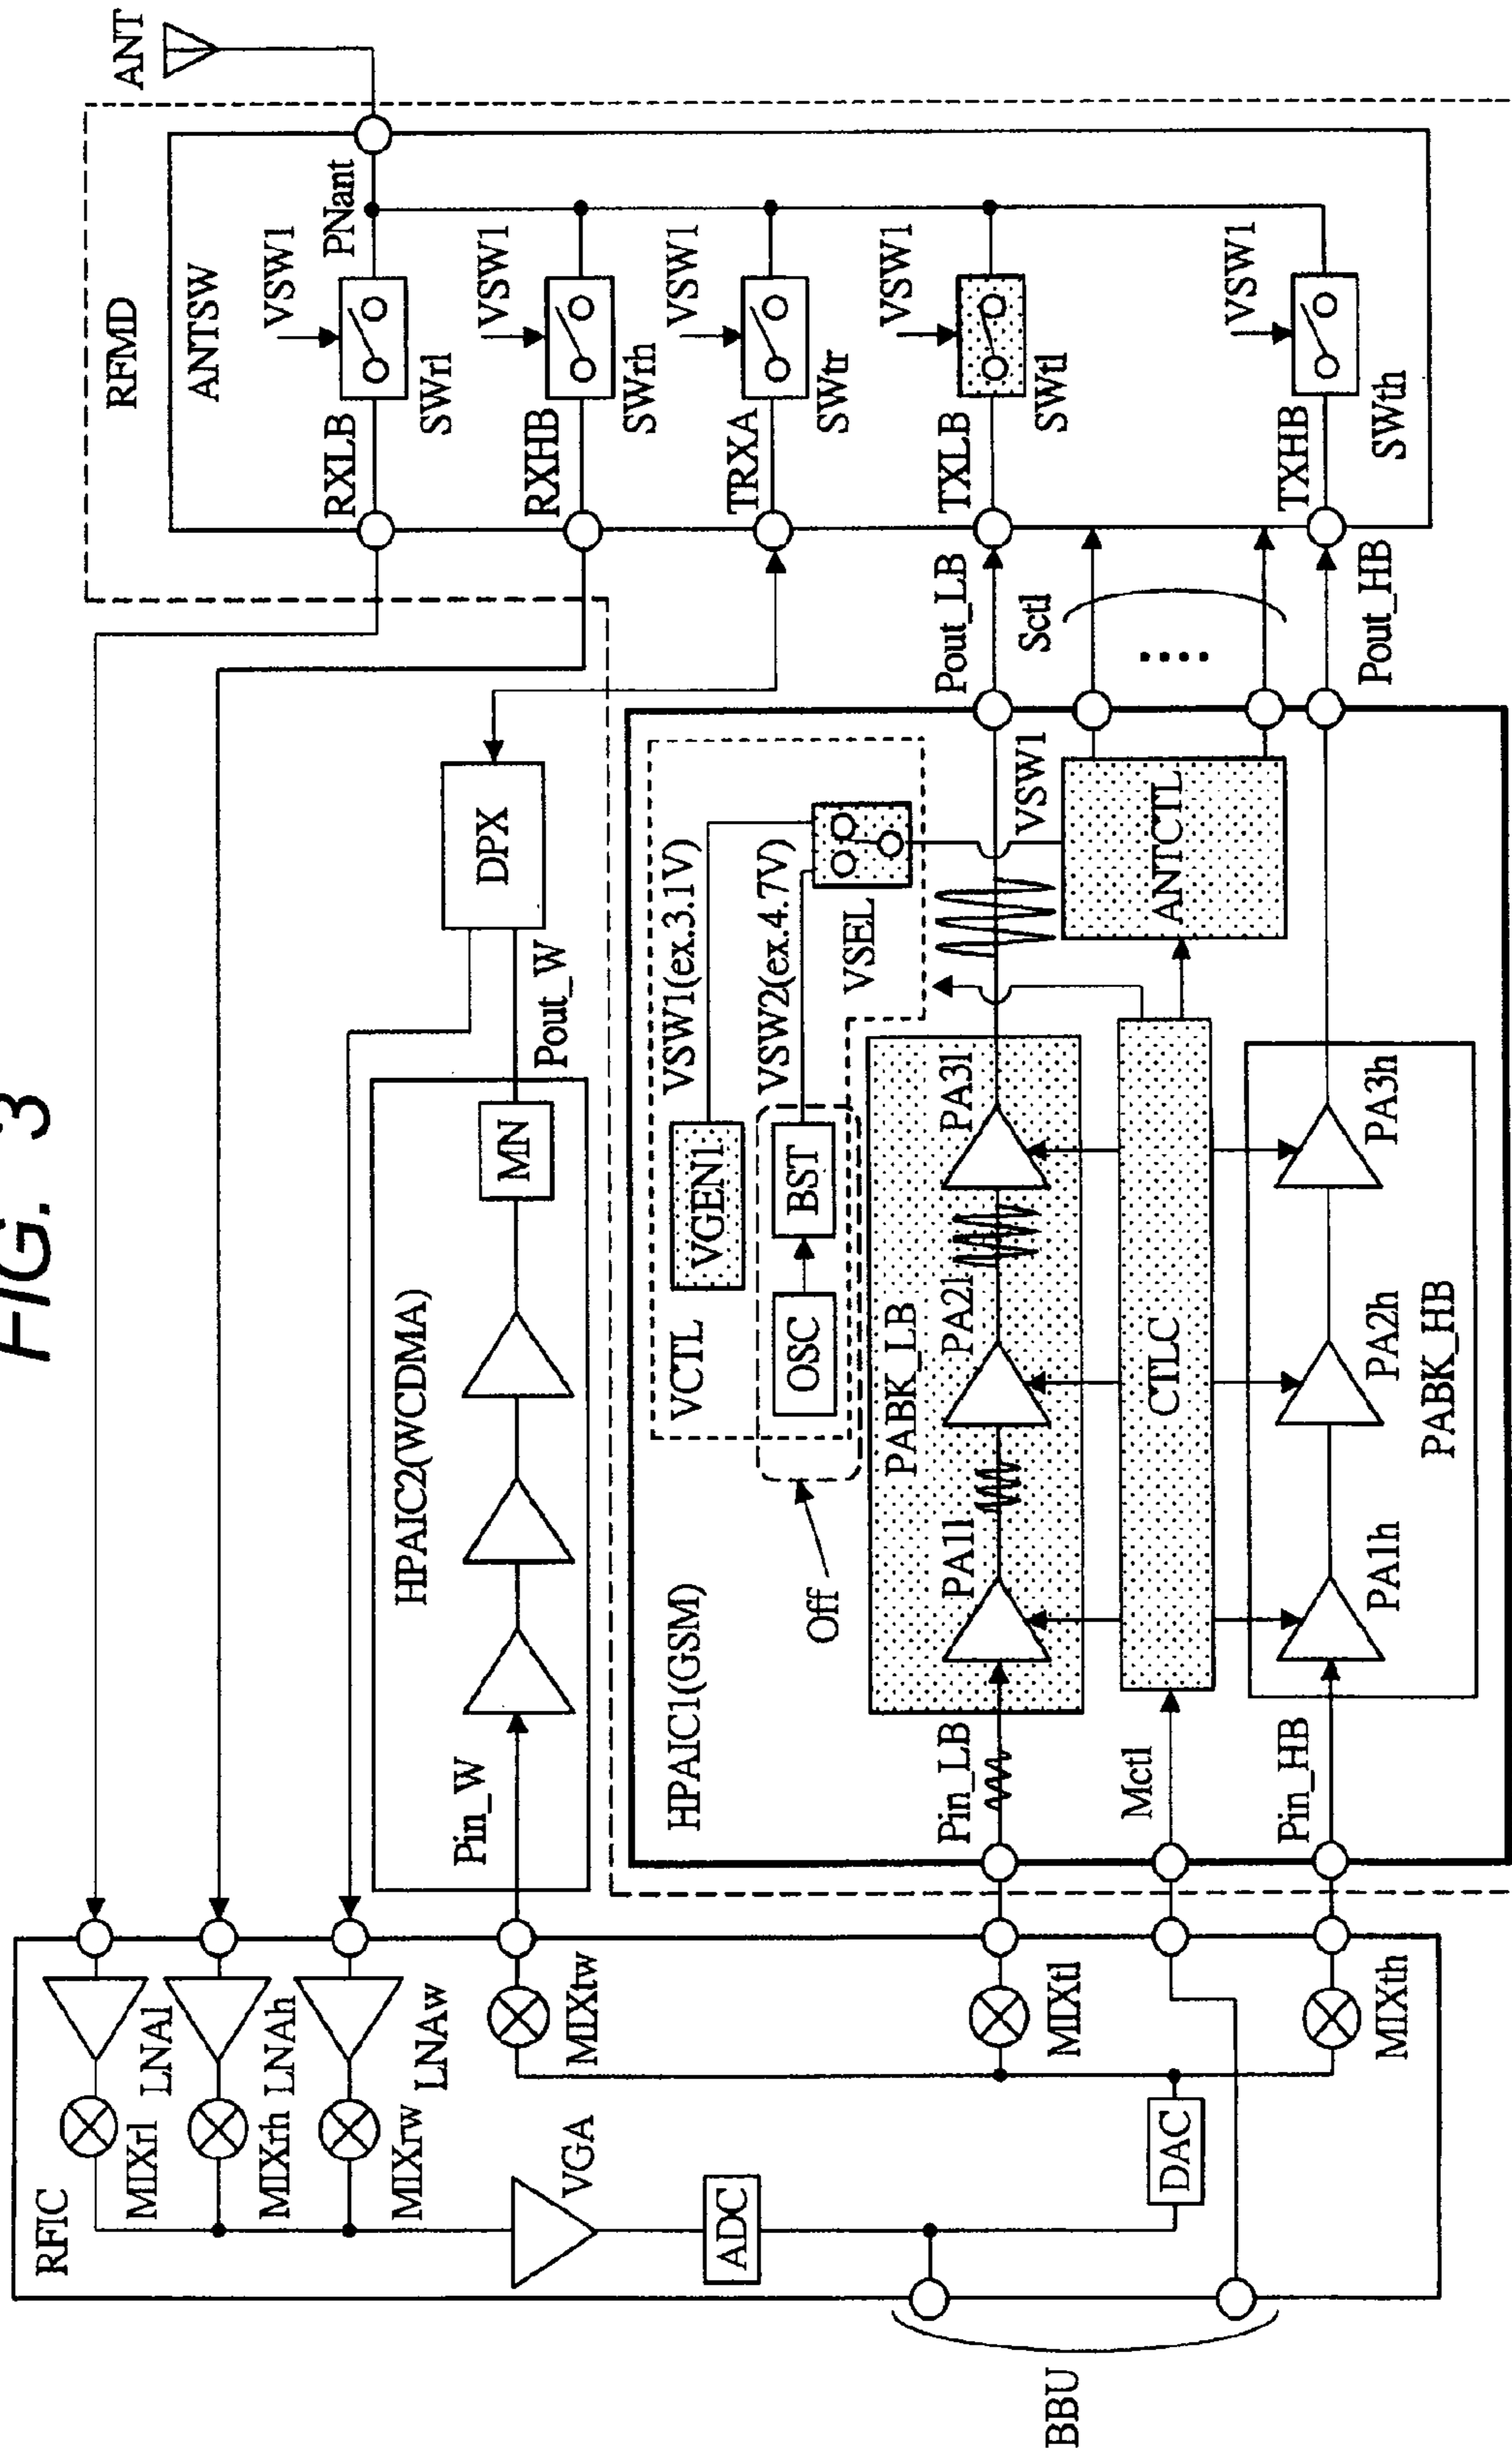 FIG. 3
RFIC
MIXrl
LNAl
MIXrh
LNAh
MIXrw
LNAw
VGA
ADC
DAC
MIXtw
MIXtl
MIXth
BBU
HPAIC2(WCDMA)
Pin_W
MN
Pout_W
DPX
HPAIC1(GSM)
VCTL
VGEN1
VSW1(ex.3.1V)
OSC
BST
VSW2(ex.4.7V)
VSEL
Off
Pin_LB
PABK_LB
PA1l
PA2l
PA3l
VSW1
Mctl
CTLC
ANTCTL
Pin_HB
PA1h
PA2h
PA3h
PABK_HB
Pout_LB
Sctl
....
Pout_HB
RFMD
ANTSW
RXLB
VSW1
SWrl
PNant
ANT
RXHB
VSW1
SWrh
TRXA
VSW1
SWtr
TXLB
VSW1
SWtl
TXHB
VSW1
SWth